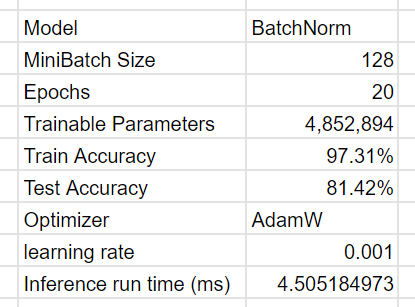 Model BatchNorm
MiniBatch Size 128
Epochs 20
Trainable Parameters 4,852,894
Train Accuracy 97.31%
Test Accuracy 81.42%
Optimizer AdamW
learning rate 0.001
Inference run time (ms) 4.505184973